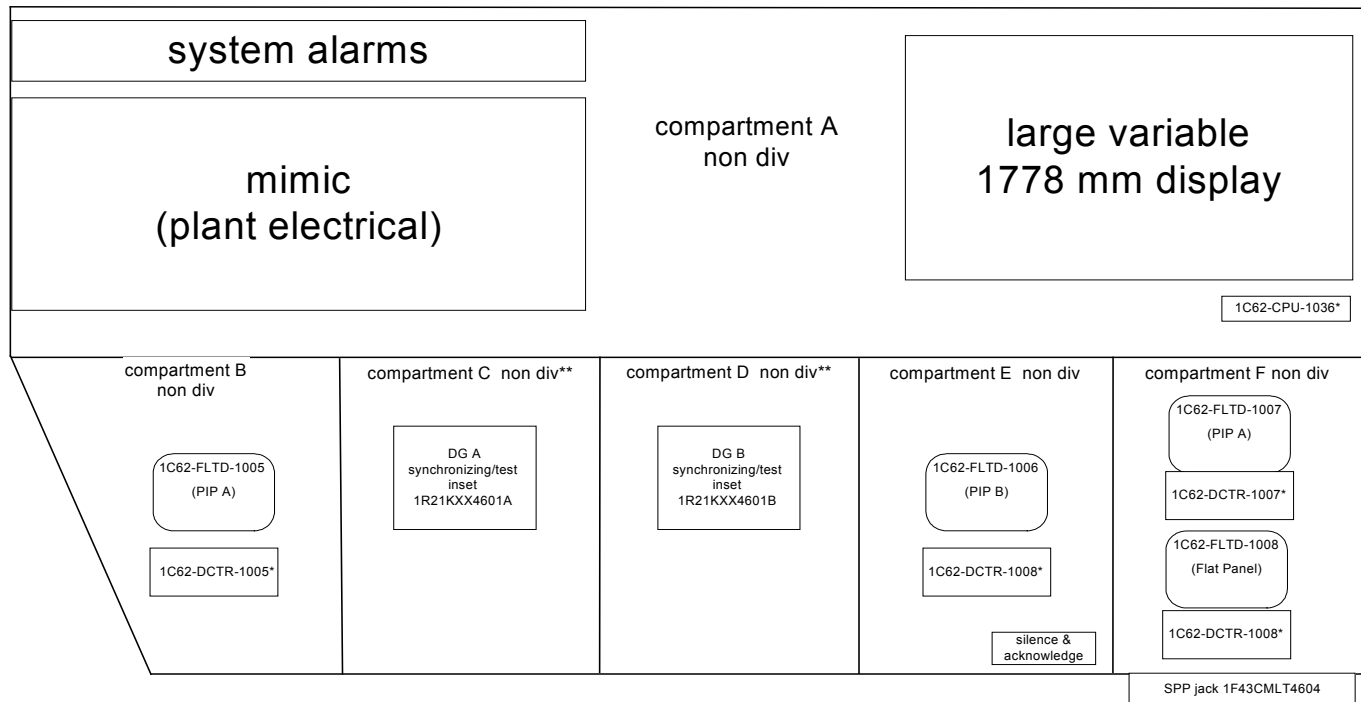 system alarms
mimic
(plant electrical)
compartment A
non div
large variable
1778 mm display
1C62-CPU-1036*
compartment B
non div
1C62-FLTD-1005
(PIP A)
1C62-DCTR-1005*
compartment C  non div**
DG A
synchronizing/test
inset
1R21KXX4601A
compartment D  non div**
DG B
synchronizing/test
inset
1R21KXX4601B
compartment E  non div
1C62-FLTD-1006
(PIP B)
1C62-DCTR-1008*
silence &
acknowledge
compartment F non div
1C62-FLTD-1007
(PIP A)
1C62-DCTR-1007*
1C62-FLTD-1008
(Flat Panel)
1C62-DCTR-1008*
SPP jack 1F43CMLT4604